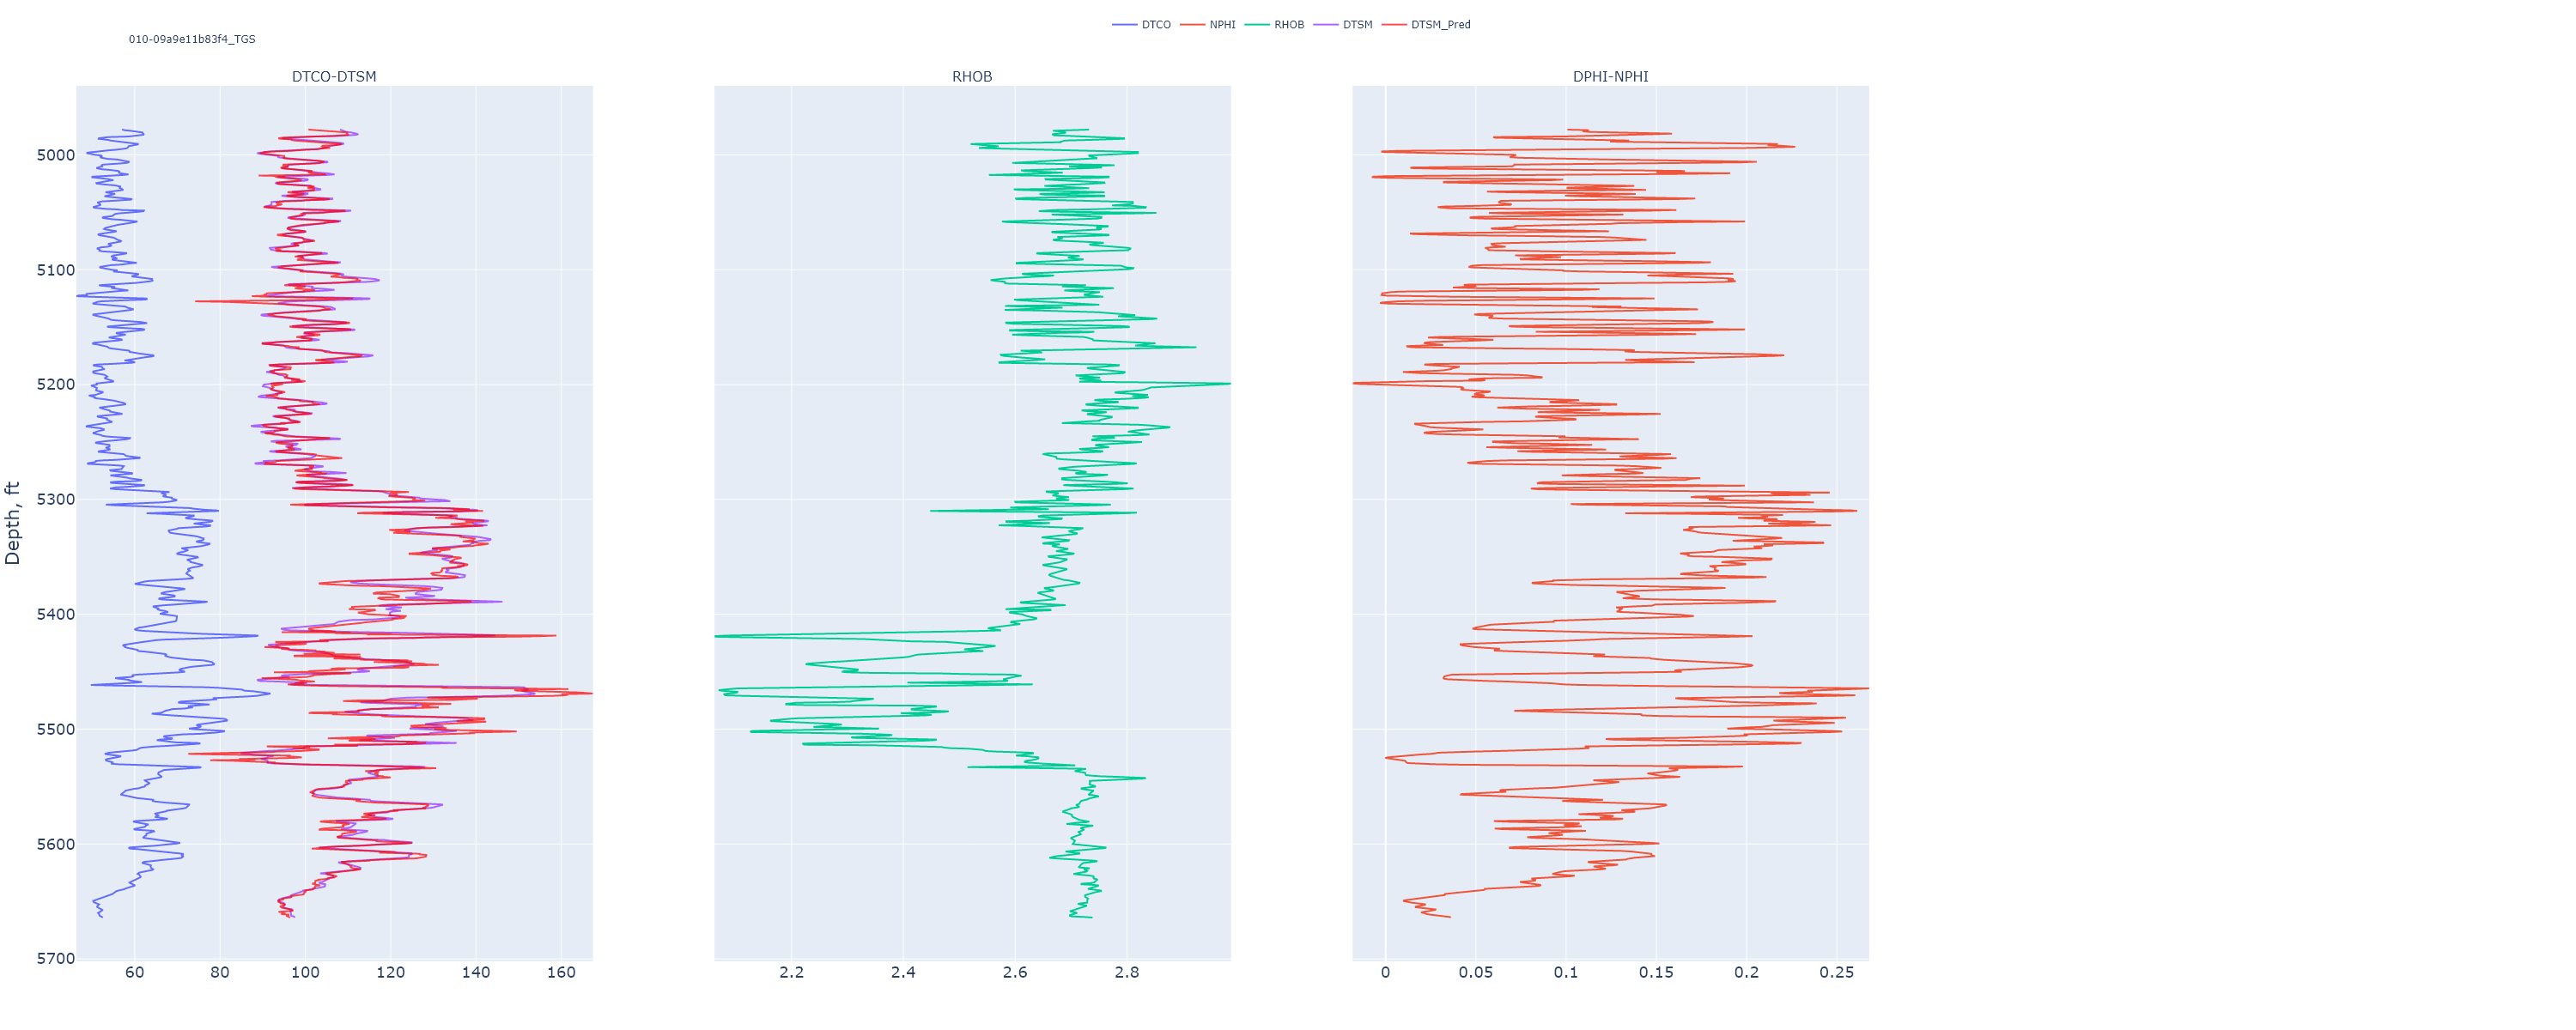 DTCO NPHI RHOB DTSM DTSM_Pred
010-09a9e11b83f4_TGS
DTCO-DTSM RHOB DPHI-NPHI
Depth, ft
5000
5100
5200
5300
5400
5500
5600
5700
60 80 100 120 140 160
2.2 2.4 2.6 2.8
0 0.05 0.1 0.15 0.2 0.25